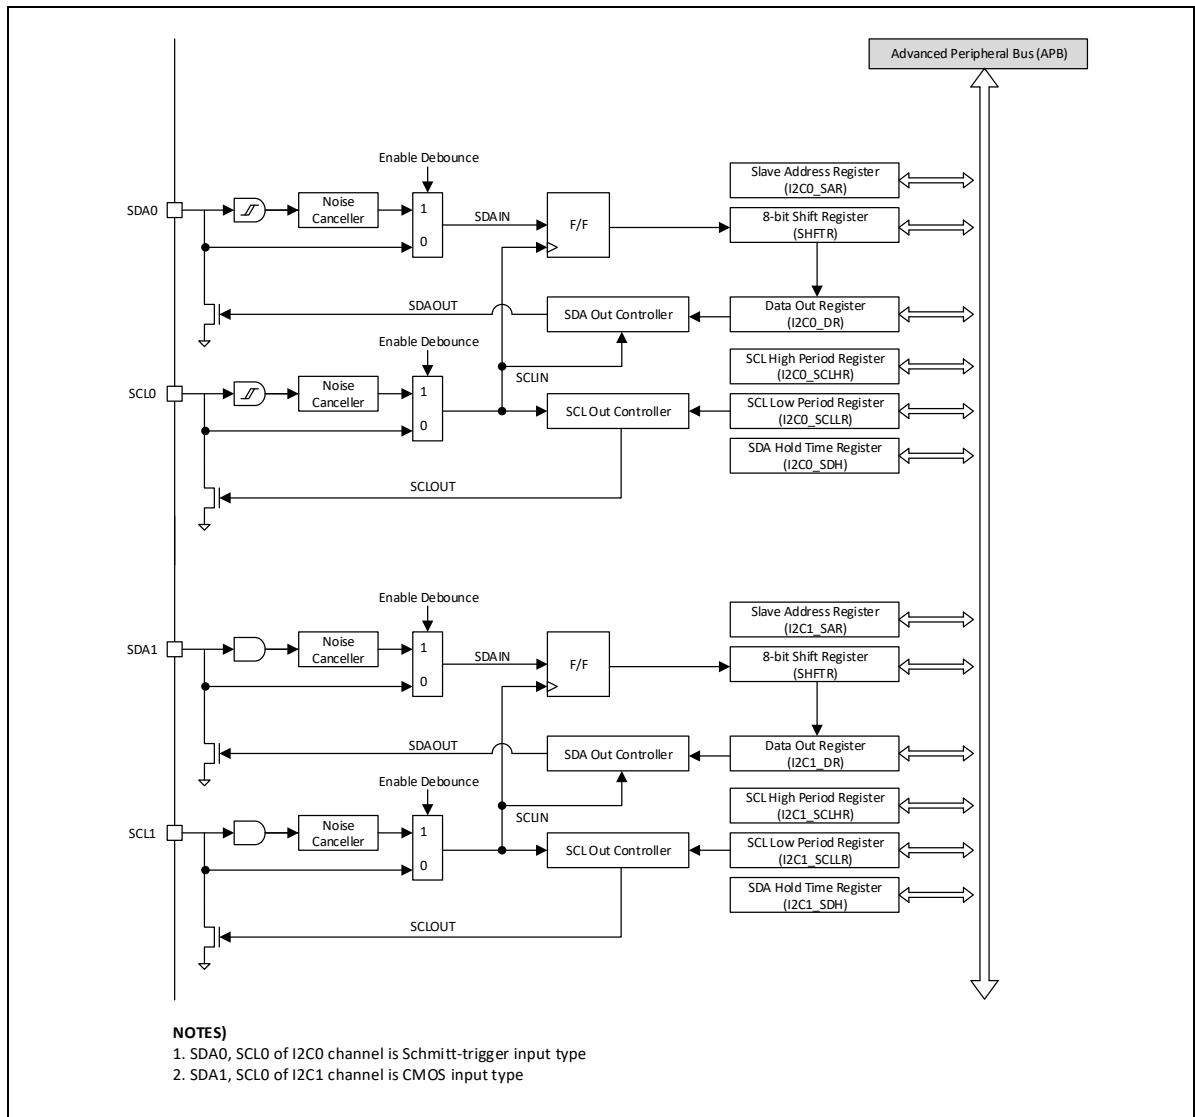 Advanced Peripheral Bus (APB)
Enable Debounce
Slave Address Register
(I2C0_SAR)
SDA0
Noise
Canceller
1
0
SDAIN
F/F
8-bit Shift Register
(SHFTR)
SDAOUT
SDA Out Controller
Data Out Register
(I2C0_DR)
Enable Debounce
SCLIN
SCL High Period Register
(I2C0_SCLHR)
SCL0
Noise
Canceller
1
0
SCL Out Controller
SCL Low Period Register
(I2C0_SCLLR)
SDA Hold Time Register
(I2C0_SDH)
SCLOUT
Enable Debounce
Slave Address Register
(I2C1_SAR)
SDA1
Noise
Canceller
1
0
SDAIN
F/F
8-bit Shift Register
(SHFTR)
SDAOUT
SDA Out Controller
Data Out Register
(I2C1_DR)
Enable Debounce
SCLIN
SCL High Period Register
(I2C1_SCLHR)
SCL1
Noise
Canceller
1
0
SCL Out Controller
SCL Low Period Register
(I2C1_SCLLR)
SDA Hold Time Register
(I2C1_SDH)
SCLOUT
NOTES)
1. SDA0, SCL0 of I2C0 channel is Schmitt-trigger input type
2. SDA1, SCL0 of I2C1 channel is CMOS input type